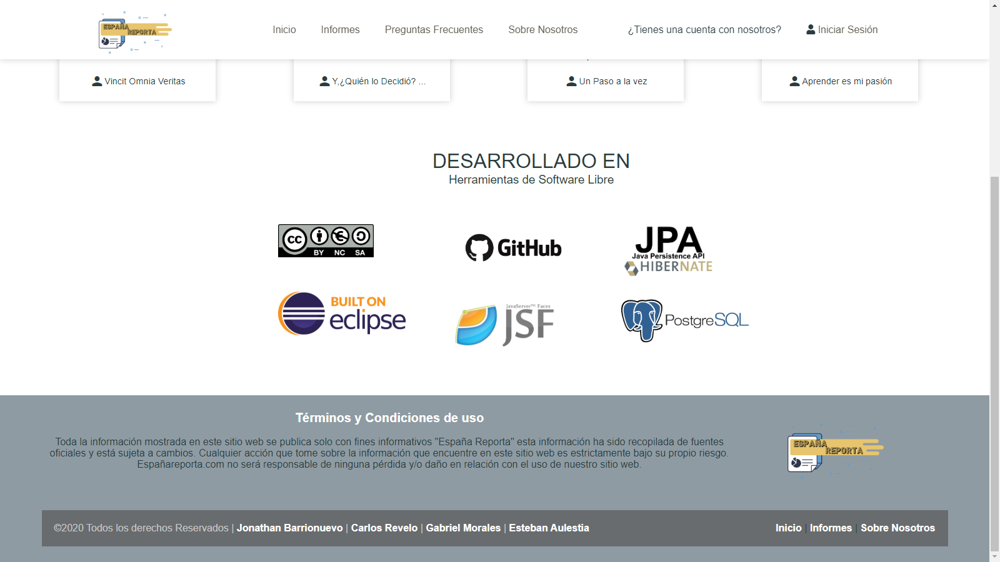 ESPAÑA
REPORTA
Inicio
Informes
Preguntas Frecuentes
Sobre Nosotros
¿Tienes una cuenta con nosotros?
Iniciar Sesión
Vincit Omnia Veritas
Y,¿Quién lo Decidió? ...
Un Paso a la vez
Aprender es mi pasión
DESARROLLADO EN
Herramientas de Software Libre
cc
BY NC SA
GitHub
JPA
Java Persistence API
HIBERNATE
BUILT ON
eclipse
JavaServer™ Faces
JSF
PostgreSQL
Términos y Condiciones de uso
Toda la información mostrada en este sitio web se publica solo con fines informativos "España Reporta" esta información ha sido recopilada de fuentes
oficiales y está sujeta a cambios. Cualquier acción que tome sobre la información que encuentre en este sitio web es estrictamente bajo su propio riesgo.
Españareporta.com no será responsable de ninguna pérdida y/o daño en relación con el uso de nuestro sitio web.
ESPAÑA
REPORTA
©2020 Todos los derechos Reservados | Jonathan Barrionuevo | Carlos Revelo | Gabriel Morales | Esteban Aulestia
Inicio | Informes | Sobre Nosotros